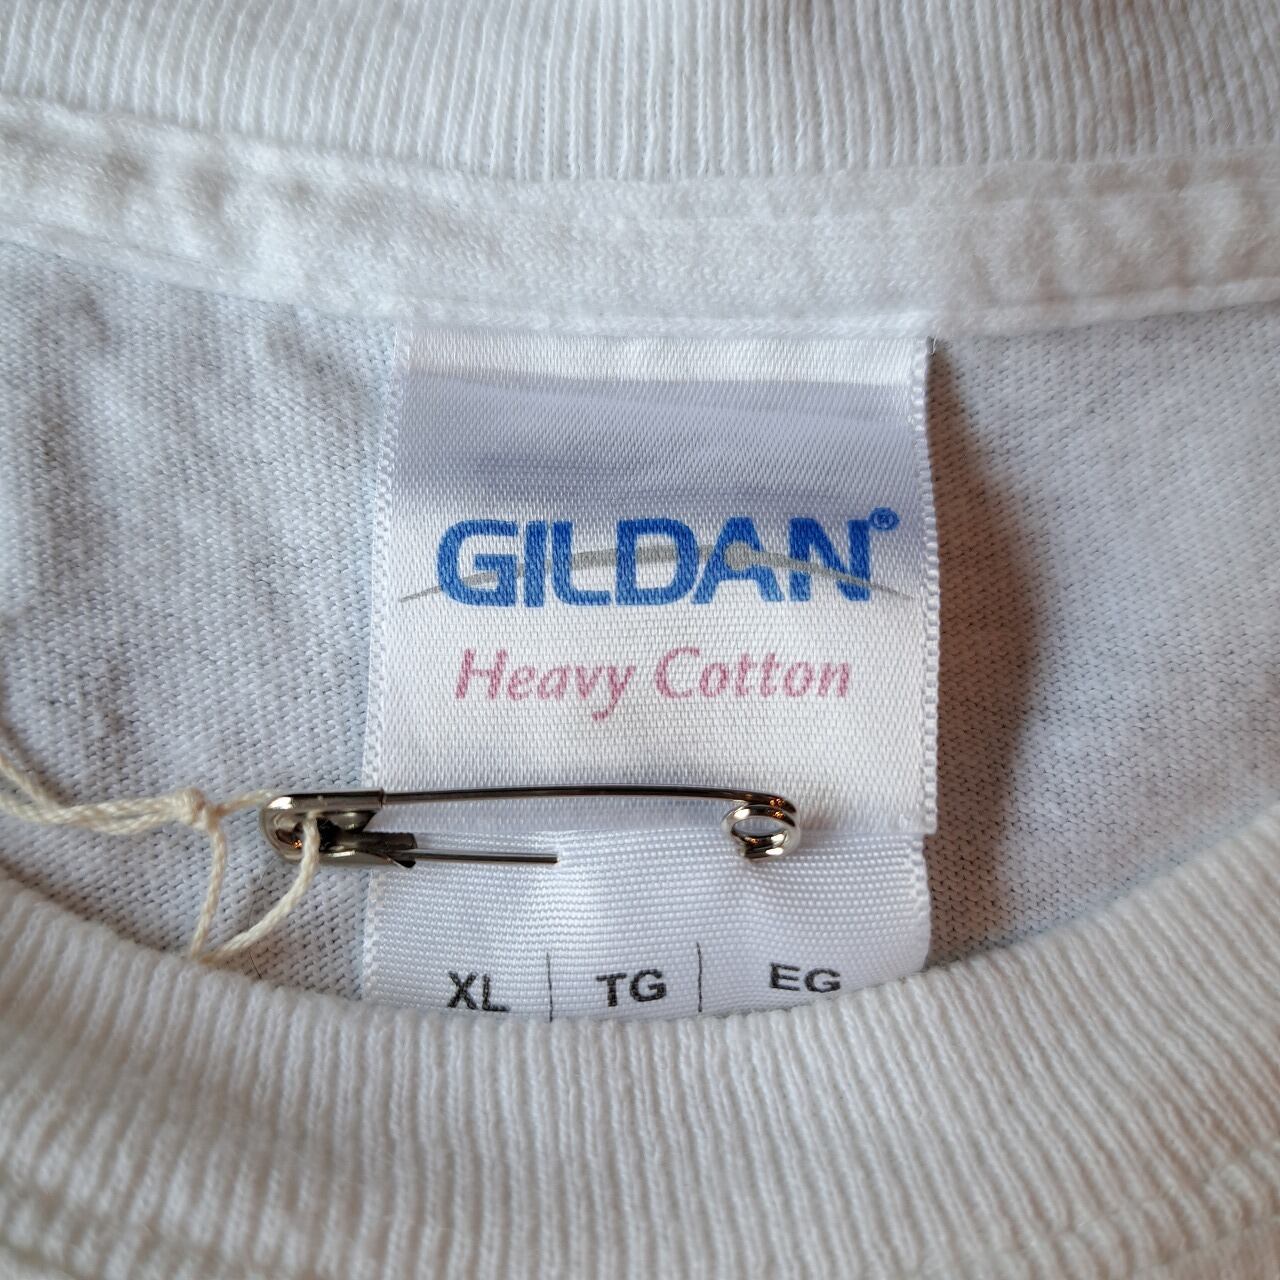 GILDAN®
Heavy Cotton
XL | TG | EG